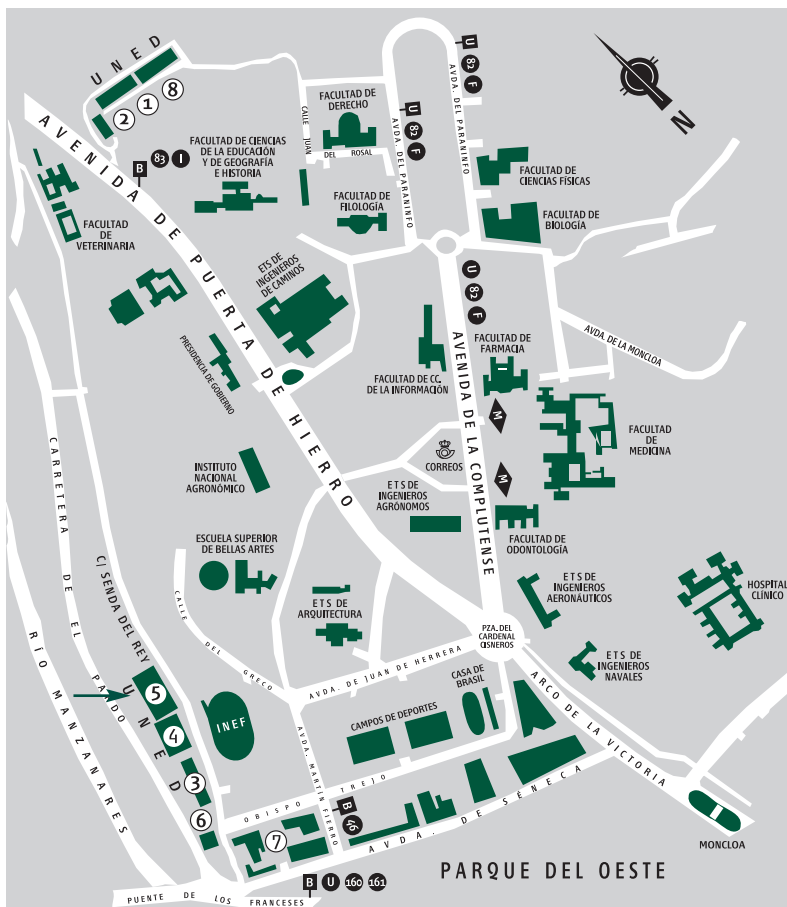 UNED
2
1
8
AVENIDA DE PUERTA DE HIERRO
B 83 I
FACULTAD DE CIENCIAS
DE LA EDUCACIÓN
Y DE GEOGRAFÍA
E HISTORIA
CALLE JUAN
DEL ROSAL
FACULTAD DE
DERECHO
U 82 F
AVDA. DEL PARANINFO
U 82 F
AVDA. DEL PARANINFO
N
FACULTAD
DE
VETERINARIA
FACULTAD DE
FILOLOGÍA
FACULTAD DE
CIENCIAS FÍSICAS
FACULTAD DE
BIOLOGÍA
ETS DE
INGENIEROS
DE CAMINOS
U 82 F
AVENIDA DE LA COMPLUTENSE
PRESIDENCIA DE GOBIERNO
FACULTAD DE CC.
DE LA INFORMACIÓN
FACULTAD DE
FARMACIA
AVDA. DE LA MONCLOA
M
FACULTAD
DE
MEDICINA
CORREOS
M
INSTITUTO
NACIONAL
AGRONÓMICO
ETS DE
INGENIEROS
AGRÓNOMOS
FACULTAD DE
ODONTOLOGÍA
CARRETERA DE EL PARDO
C/ SENDA DEL REY
ESCUELA SUPERIOR
DE BELLAS ARTES
CALLE DEL GRECO
ETS DE
ARQUITECTURA
ETS DE
INGENIEROS
AERONÁUTICOS
HOSPITAL
CLÍNICO
PZA. DEL
CARDENAL
CISNEROS
ETS DE
INGENIEROS
NAVALES
RÍO MANZANARES
AVDA. DE JUAN DE HERRERA
CASA DE
BRASIL
ARCO DE LA VICTORIA
UNED
5
4
3
6
INEF
CAMPOS DE DEPORTES
AVDA. MARTÍN FIERRO
OBISPO TREJO
B 46
7
AVDA. DE SÉNECA
MONCLOA
PARQUE DEL OESTE
PUENTE DE LOS FRANCESES
B U 160 161